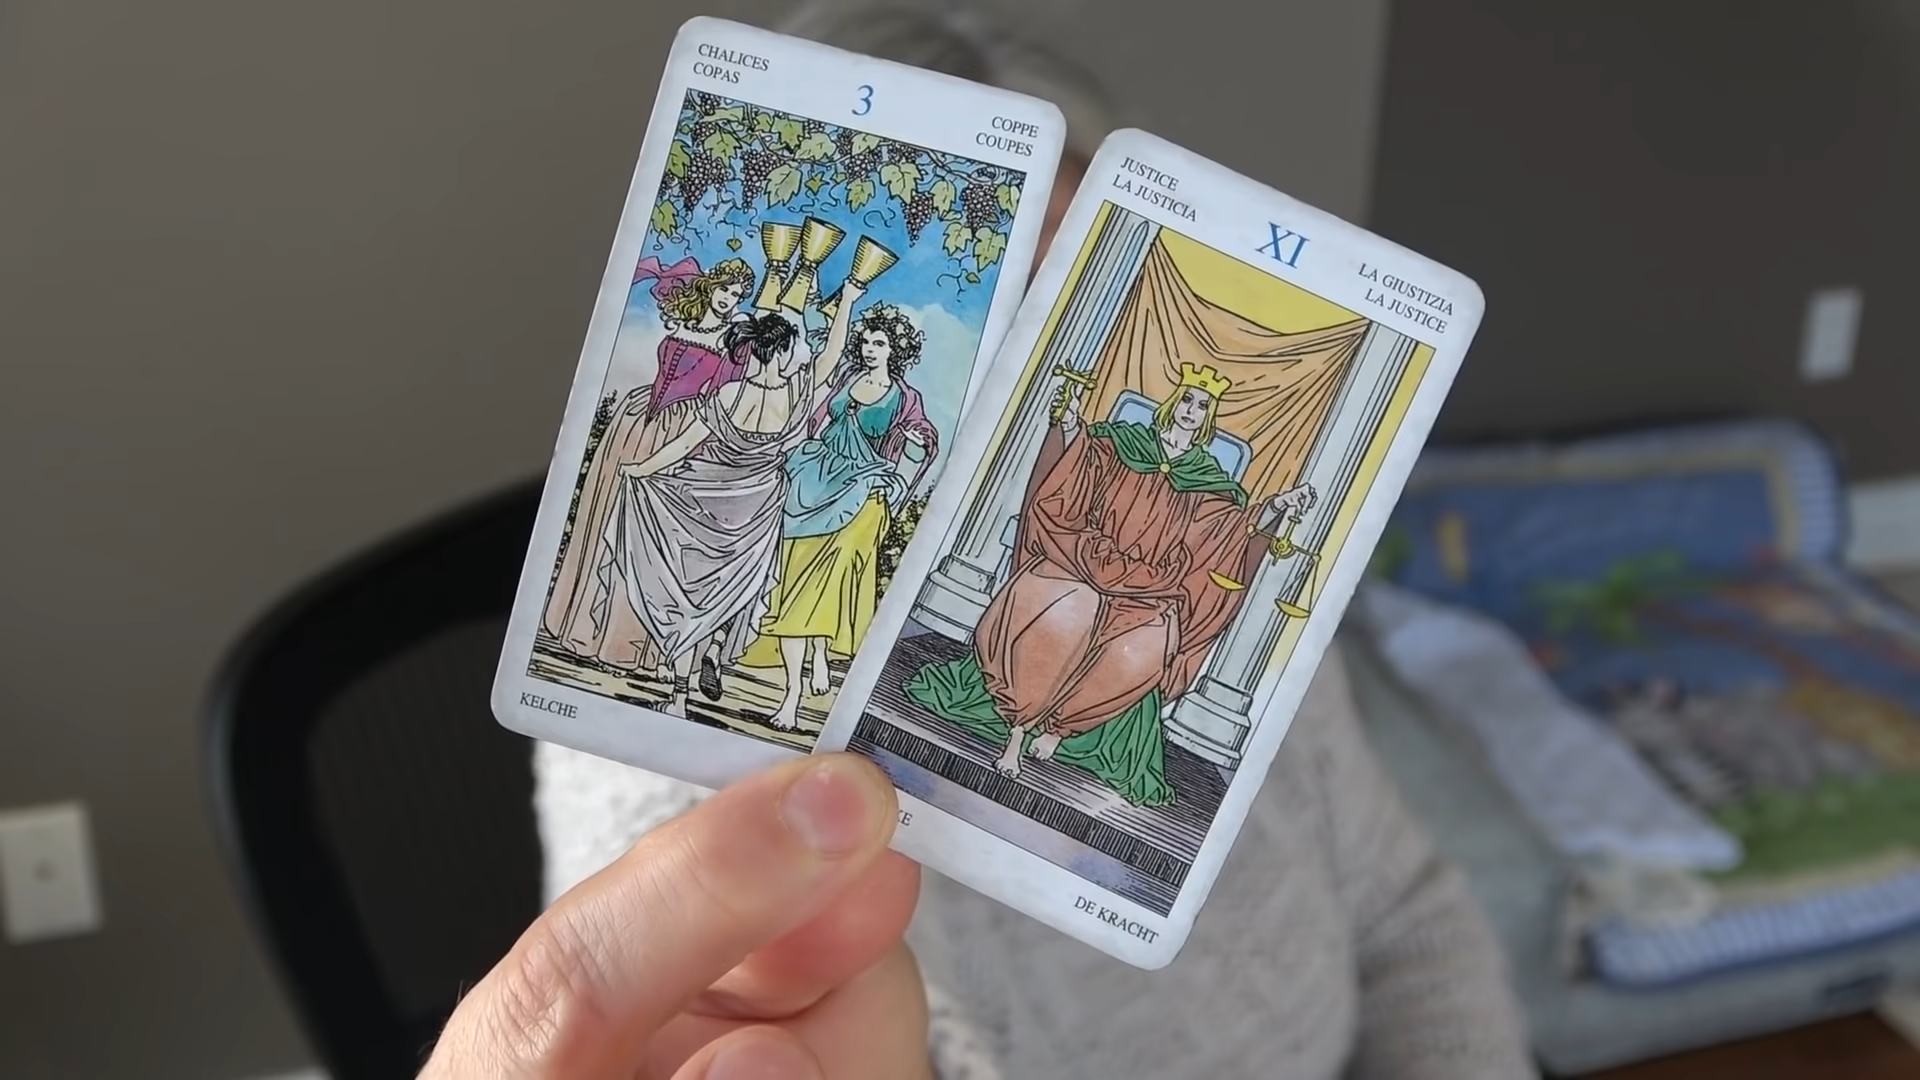 CHALICES
COPAS
3
COPPE
COUPES
KELCHE
JUSTICE
LA JUSTICIA
XI
LA GIUSTIZIA
LA JUSTICE
DE KRACHT